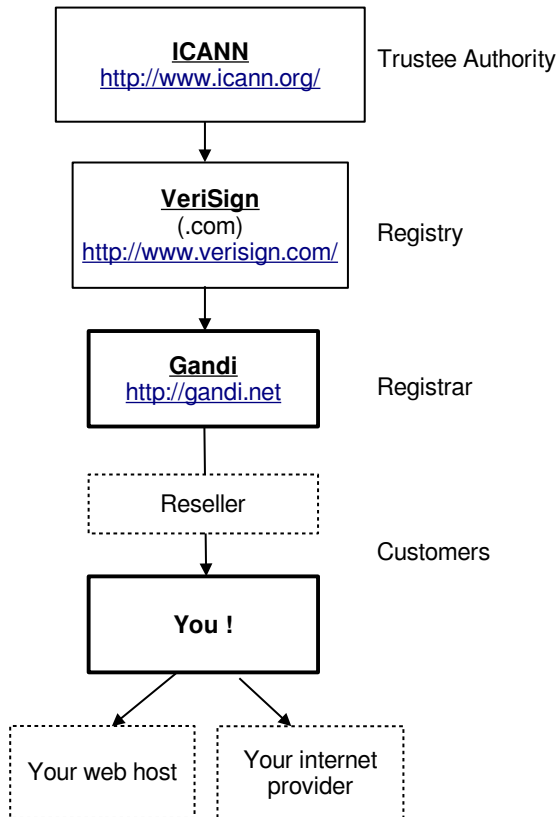 ICANN
http://www.icann.org/
Trustee Authority
VeriSign
(.com)
http://www.verisign.com/
Registry
Gandi
http://gandi.net
Registrar
Reseller
Customers
You !
Your web host
Your internet
provider